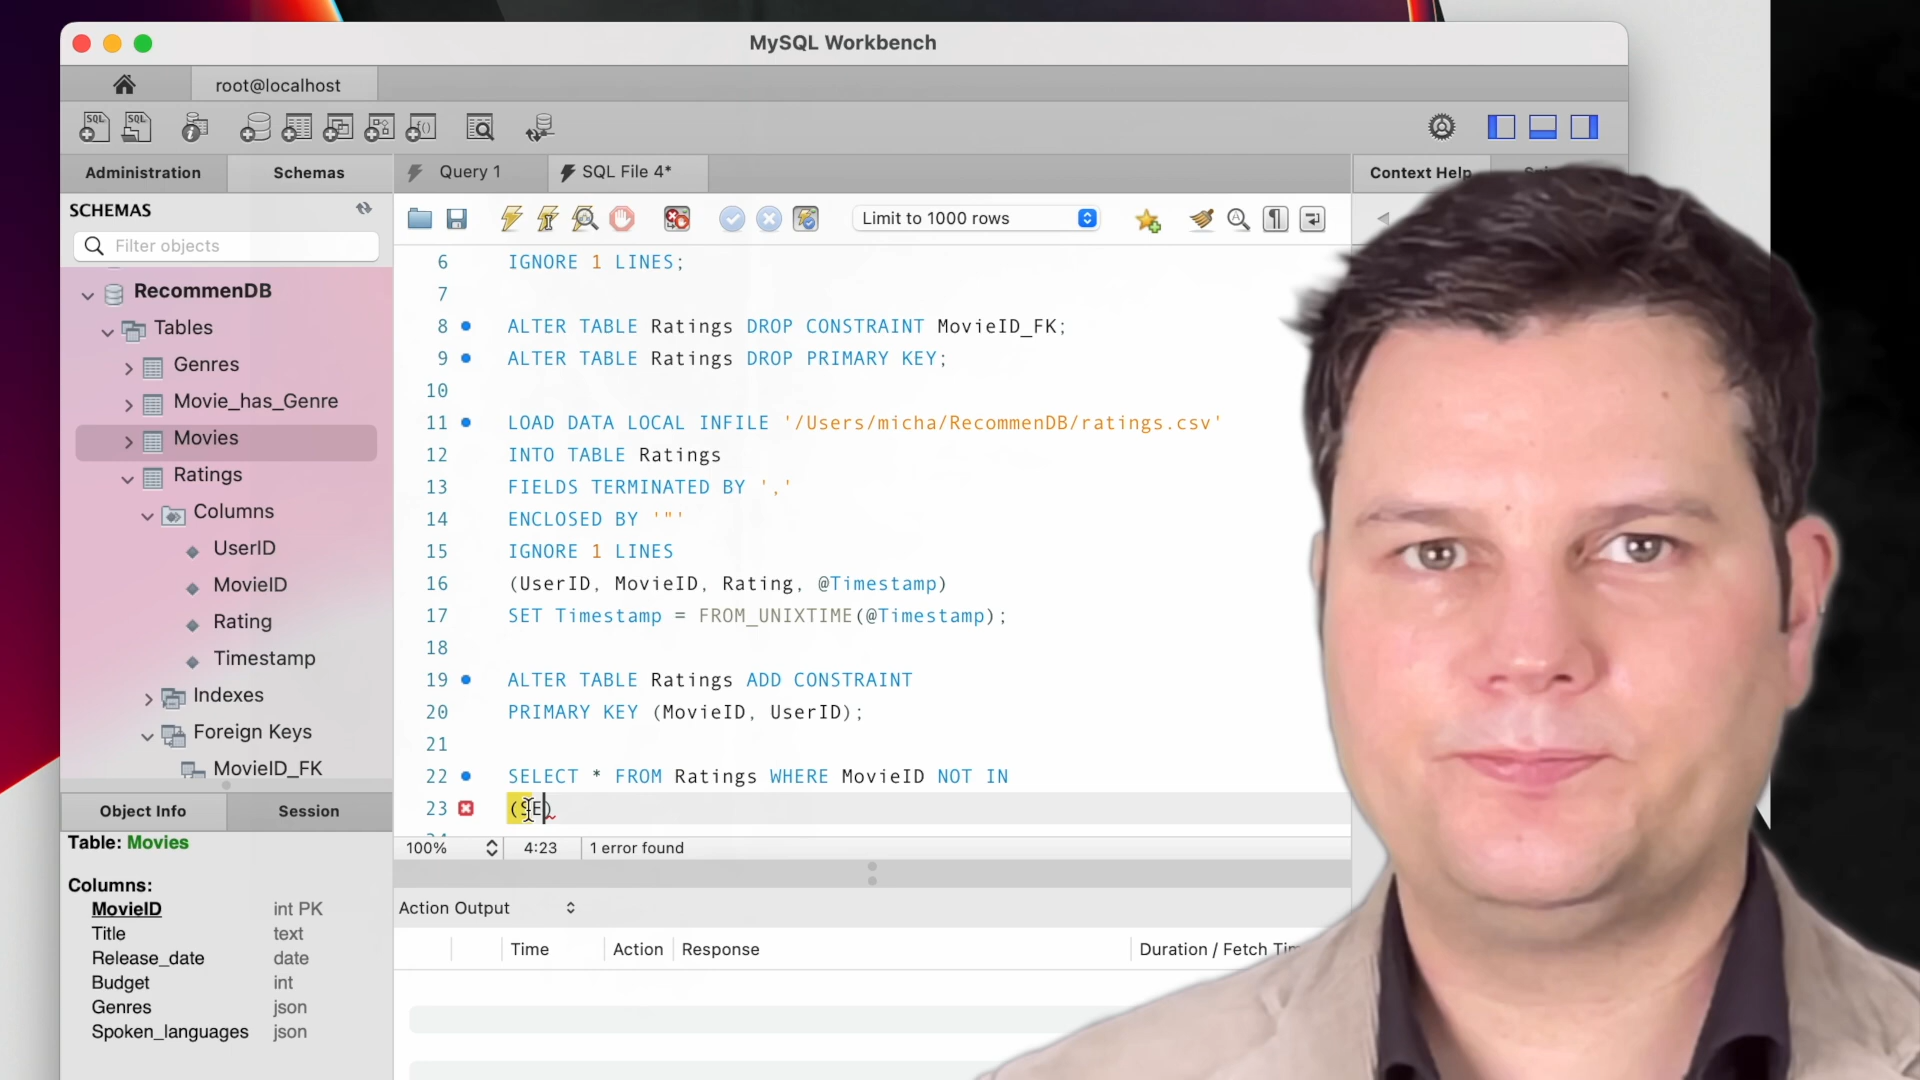 MySQL Workbench
root@localhost
SQL
SQL
Administration
Schemas
Query 1
SQL File 4*
Context Help
SCHEMAS
Limit to 1000 rows
Filter objects
RecommenDB
Tables
Genres
Movie_has_Genre
Movies
Ratings
Columns
UserID
MovieID
Rating
Timestamp
Indexes
Foreign Keys
MovieID_FK
6 IGNORE 1 LINES;
7
8 ALTER TABLE Ratings DROP CONSTRAINT MovieID_FK;
9 ALTER TABLE Ratings DROP PRIMARY KEY;
10
11 LOAD DATA LOCAL INFILE '/Users/micha/RecommenDB/ratings.csv'
12 INTO TABLE Ratings
13 FIELDS TERMINATED BY ','
14 ENCLOSED BY '"'
15 IGNORE 1 LINES
16 (UserID, MovieID, Rating, @Timestamp)
17 SET Timestamp = FROM_UNIXTIME(@Timestamp);
18
19 ALTER TABLE Ratings ADD CONSTRAINT
20 PRIMARY KEY (MovieID, UserID);
21
22 SELECT * FROM Ratings WHERE MovieID NOT IN
23 (SE)
100% 4:23 1 error found
Object Info
Session
Table: Movies
Columns:
MovieID int PK
Title text
Release_date date
Budget int
Genres json
Spoken_languages json
Action Output
Time Action Response Duration / Fetch